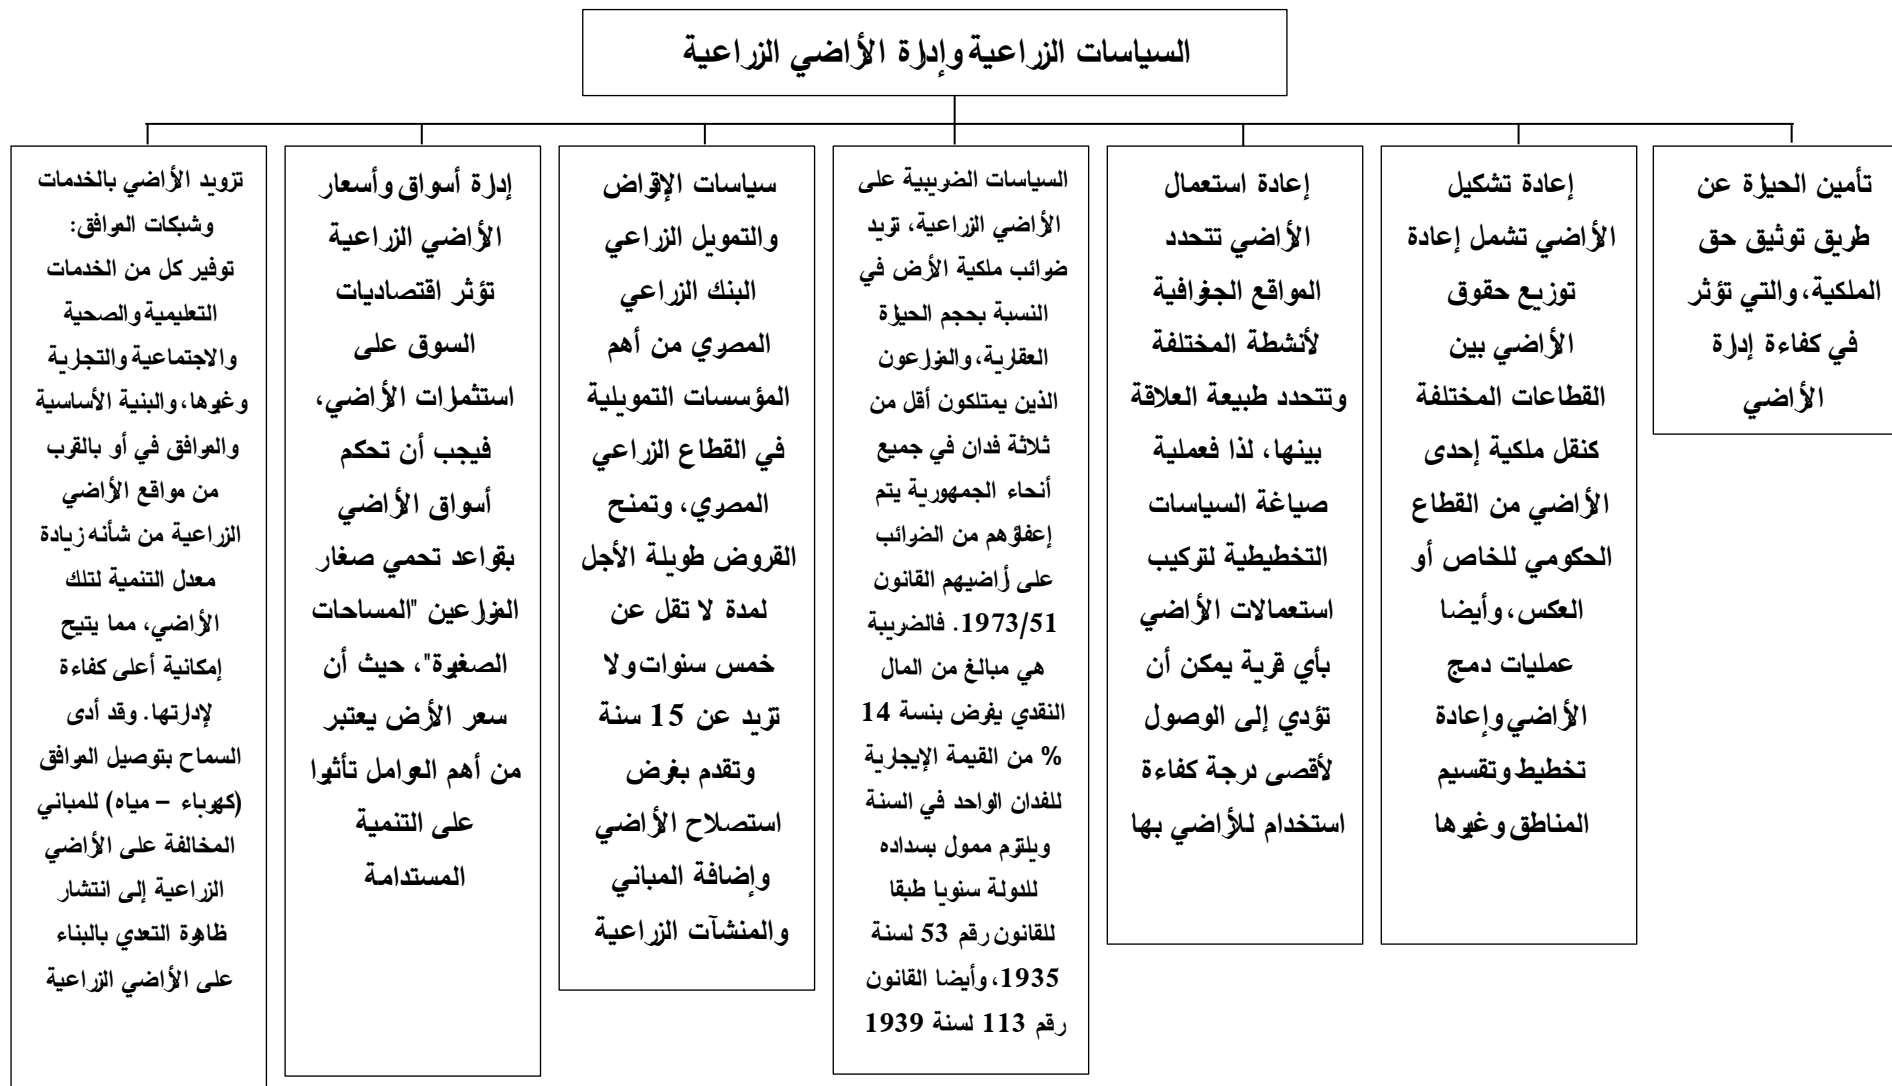 السياسات الزراعية وإدارة الأراضي الزراعية
تأمين الحيازة عن
طريق توثيق حق
الملكية، والتي تؤثر
في كفاءة إدارة
الأراضي
إعادة تشكيل
الأراضي تشمل إعادة
توزيع حقوق
الأراضي بين
القطاعات المختلفة
كنقل ملكية إحدى
الأراضي من القطاع
الحكومي للخاص أو
العكس، وأيضا
عمليات دمج
الأراضي وإعادة
تخطيط وتقسيم
المناطق وغيرها
إعادة استعمال
الأراضي تتحدد
المواقع الجغرافية
لأنشطة المختلفة
وتتحدد طبيعة العلاقة
بينها، لذا فعملية
صياغة السياسات
التخطيطية لتركيب
استعمالات الأراضي
بأي قرية يمكن أن
تؤدي إلى الوصول
لأقصى درجة كفاءة
استخدام للأراضي بها
السياسات الضريبية على
الأراضي الزراعية، تزيد
ضرائب ملكية الأرض في
النسبة بحجم الحيازة
العقارية، والمزارعون
الذين يمتلكون أقل من
ثلاثة فدان في جميع
أنحاء الجمهورية يتم
إعفاؤهم من الضرائب
على أراضيهم القانون
1973/51. فالضريبة
هي مبالغ من المال
النقدي يفرض بنسة 14
% من القيمة الإيجارية
للفدان الواحد في السنة
ويلتزم ممول بسداده
للدولة سنويا طبقا
للقانون رقم 53 لسنة
1935، وأيضا القانون
رقم 113 لسنة 1939
سياسات الإقراض
والتمويل الزراعي
البنك الزراعي
المصري من أهم
المؤسسات التمويلية
في القطاع الزراعي
المصري، وتمنح
القروض طويلة الأجل
لمدة لا تقل عن
خمس سنوات ولا
تزيد عن 15 سنة
وتقدم بغرض
استصلاح الأراضي
وإضافة المباني
والمنشآت الزراعية
إدارة أسواق وأسعار
الأراضي الزراعية
تؤثر اقتصاديات
السوق على
استثمارات الأراضي،
فيجب أن تحكم
أسواق الأراضي
بقواعد تحمي صغار
المزارعين "المساحات
الصغيرة"، حيث أن
سعر الأرض يعتبر
من أهم العوامل تأثيرا
على التنمية
المستدامة
تزويد الأراضي بالخدمات
وشبكات المرافق:
توفير كل من الخدمات
التعليمية والصحية
والاجتماعية والتجارية
وغيرها، والبنية الأساسية
والمرافق في أو بالقرب
من مواقع الأراضي
الزراعية من شأنه زيادة
معدل التنمية لتلك
الأراضي، مما يتيح
إمكانية أعلى كفاءة
لإدارتها. وقد أدى
السماح بتوصيل المرافق
(كهرباء – مياه) للمباني
المخالفة على الأراضي
الزراعية إلى انتشار
ظاهرة التعدي بالبناء
على الأراضي الزراعية